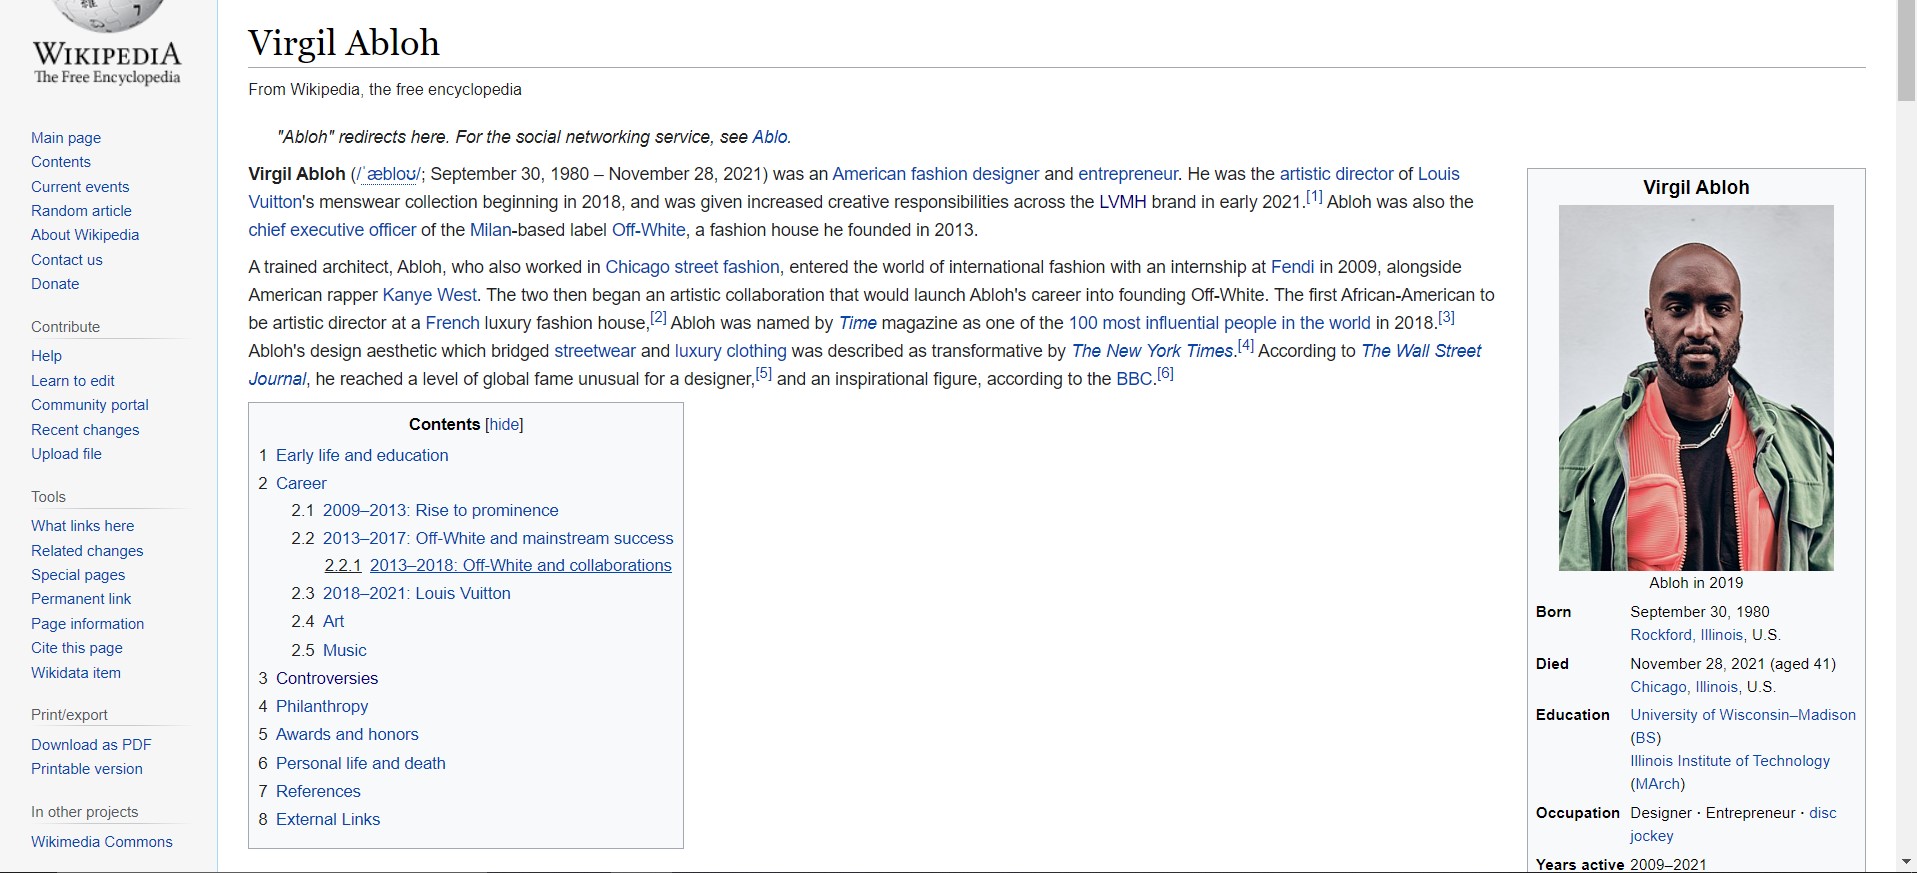 WIKIPEDIA
The Free Encyclopedia
Main page
Contents
Current events
Random article
About Wikipedia
Contact us
Donate
Contribute
Help
Learn to edit
Community portal
Recent changes
Upload file
Tools
What links here
Related changes
Special pages
Permanent link
Page information
Cite this page
Wikidata item
Print/export
Download as PDF
Printable version
In other projects
Wikimedia Commons
Virgil Abloh
From Wikipedia, the free encyclopedia
"Abloh" redirects here. For the social networking service, see Ablo.
Virgil Abloh (/ˈæbloʊ/; September 30, 1980 – November 28, 2021) was an American fashion designer and entrepreneur. He was the artistic director of Louis
Vuitton's menswear collection beginning in 2018, and was given increased creative responsibilities across the LVMH brand in early 2021.[1] Abloh was also the
chief executive officer of the Milan-based label Off-White, a fashion house he founded in 2013.
A trained architect, Abloh, who also worked in Chicago street fashion, entered the world of international fashion with an internship at Fendi in 2009, alongside
American rapper Kanye West. The two then began an artistic collaboration that would launch Abloh's career into founding Off-White. The first African-American to
be artistic director at a French luxury fashion house,[2] Abloh was named by Time magazine as one of the 100 most influential people in the world in 2018.[3]
Abloh's design aesthetic which bridged streetwear and luxury clothing was described as transformative by The New York Times.[4] According to The Wall Street
Journal, he reached a level of global fame unusual for a designer,[5] and an inspirational figure, according to the BBC.[6]
Contents [hide]
1 Early life and education
2 Career
2.1 2009–2013: Rise to prominence
2.2 2013–2017: Off-White and mainstream success
2.2.1 2013–2018: Off-White and collaborations
2.3 2018–2021: Louis Vuitton
2.4 Art
2.5 Music
3 Controversies
4 Philanthropy
5 Awards and honors
6 Personal life and death
7 References
8 External Links
Virgil Abloh
Abloh in 2019
Born September 30, 1980
Rockford, Illinois, U.S.
Died November 28, 2021 (aged 41)
Chicago, Illinois, U.S.
Education University of Wisconsin–Madison
(BS)
Illinois Institute of Technology
(MArch)
Occupation Designer · Entrepreneur · disc
jockey
Years active 2009–2021